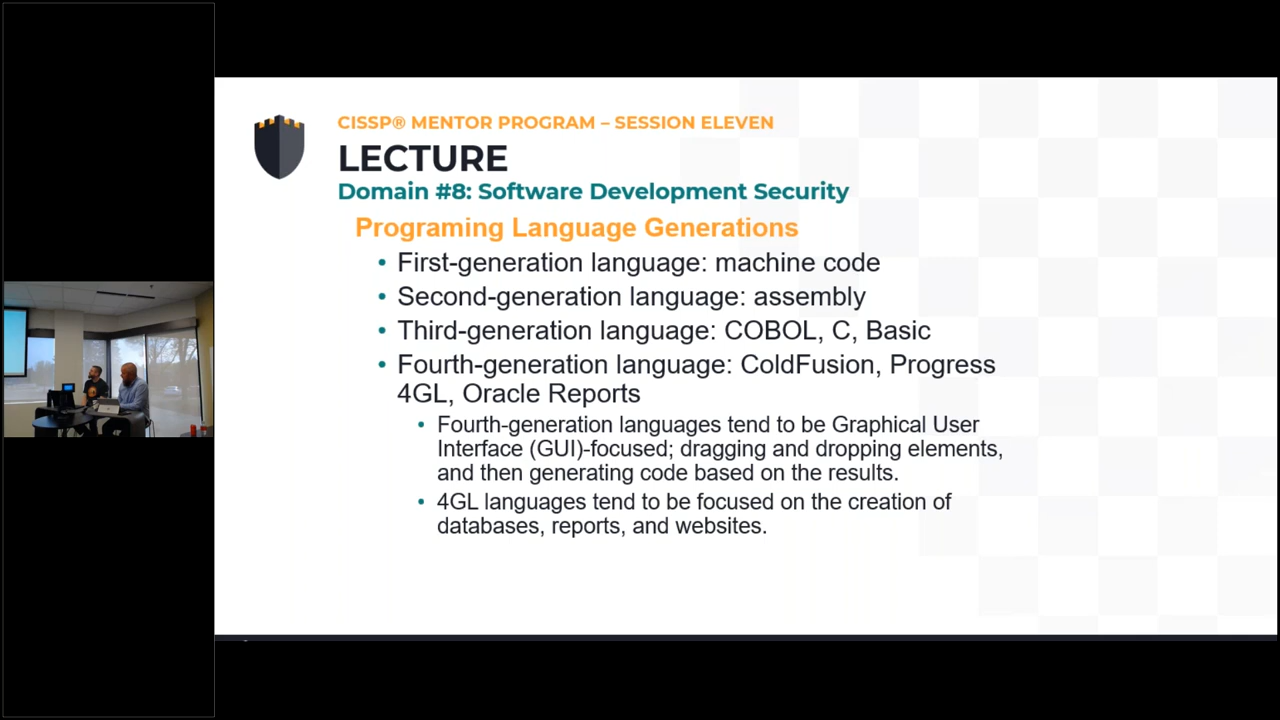 CISSP® MENTOR PROGRAM – SESSION ELEVEN
LECTURE
Domain #8: Software Development Security
Programing Language Generations
• First-generation language: machine code
• Second-generation language: assembly
• Third-generation language: COBOL, C, Basic
• Fourth-generation language: ColdFusion, Progress
4GL, Oracle Reports
• Fourth-generation languages tend to be Graphical User
Interface (GUI)-focused; dragging and dropping elements,
and then generating code based on the results.
• 4GL languages tend to be focused on the creation of
databases, reports, and websites.